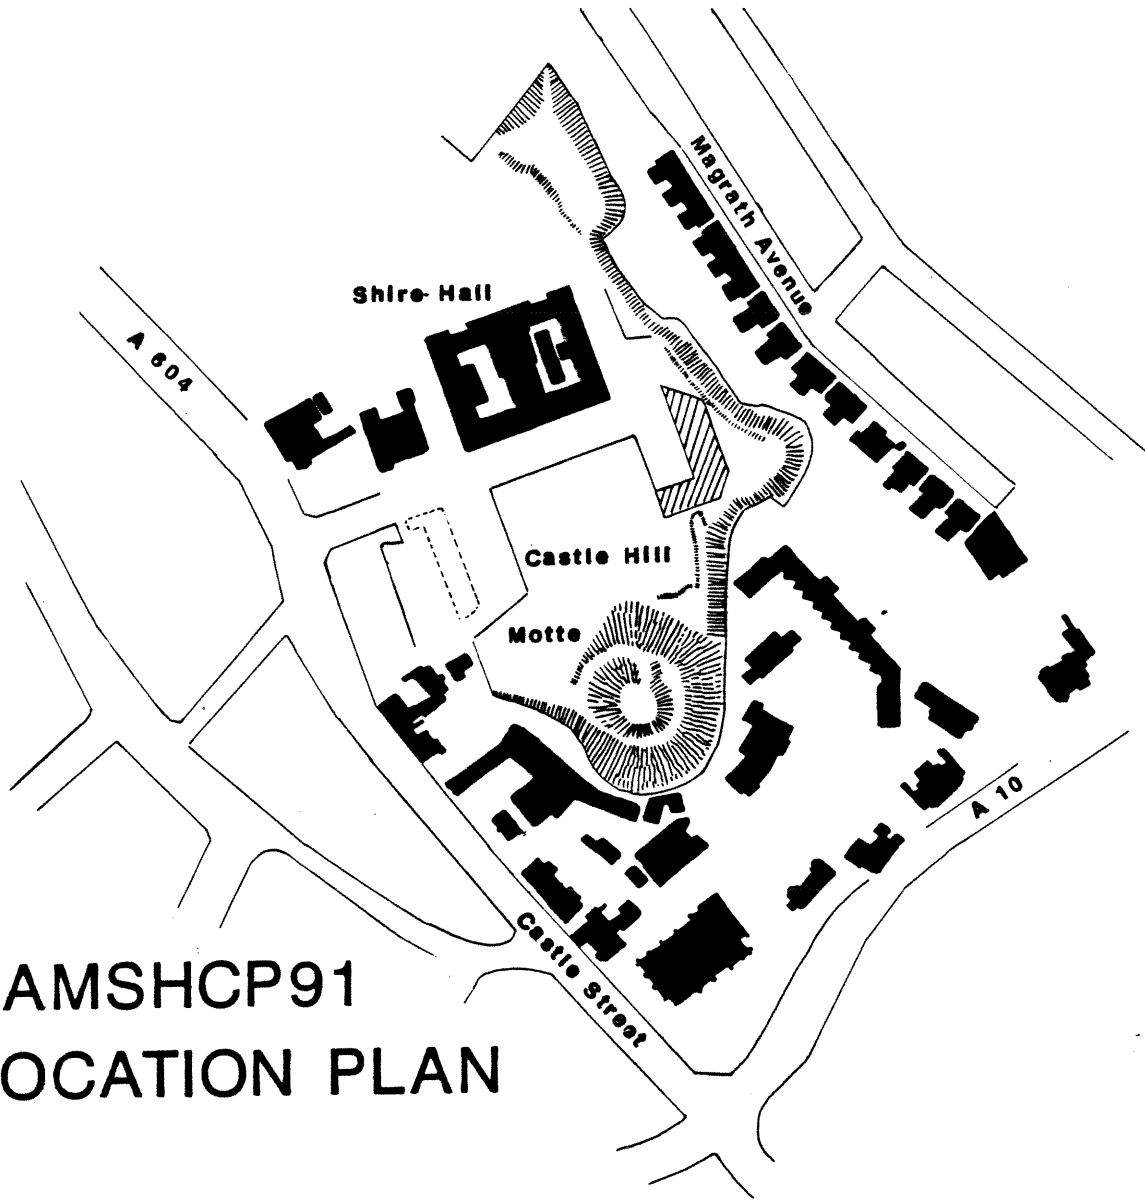 Magrath Avenue
Shire Hall
A 604
Castle Hill
Motte
A 10
Castle Street
AMSHCP91
OCATION PLAN